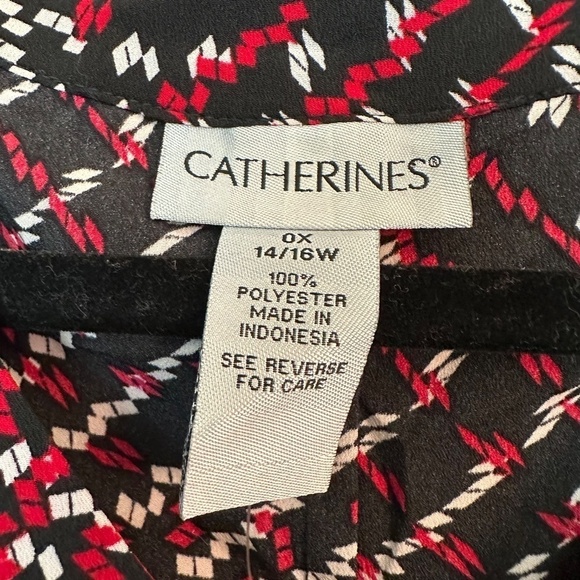 CATHERINES®
0X
14/16W
100%
POLYESTER
MADE IN
INDONESIA
SEE REVERSE
FOR CARE